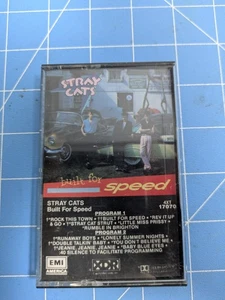 STRAY CATS
built for
speed
STRAY CATS
Built For Speed
4XT
17070
PROGRAM 1
*ROCK THIS TOWN • †BUILT FOR SPEED • *REV IT UP
& GO • †STRAY CAT STRUT • *LITTLE MISS PRISSY •
*RUMBLE IN BRIGHTON
PROGRAM 2
*RUNAWAY BOYS • *LONELY SUMMER NIGHTS •
*DOUBLE TALKIN' BABY • *YOU DON'T BELIEVE ME •
*JEANIE, JEANIE, JEANIE • *BABY BLUE EYES •
:40 SILENCE TO FACILITATE PROGRAMMING
EMI
AMERICA
XDR